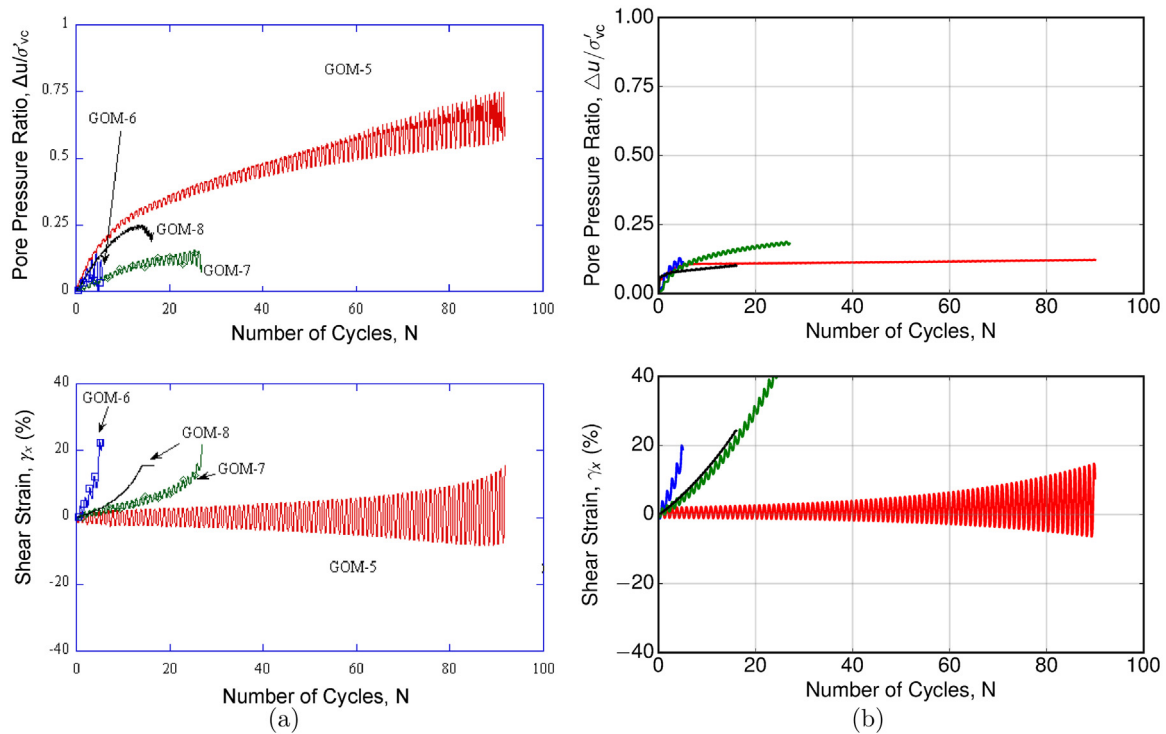 Pore Pressure Ratio, Δu/σ'vc
1
0.75
0.5
0.25
0
GOM-5
GOM-6
GOM-8
GOM-7
0 20 40 60 80 100
Number of Cycles, N
Pore Pressure Ratio, △u/σ′vc
1.00
0.75
0.50
0.25
0.00
0 20 40 60 80 100
Number of Cycles, N
Shear Strain, γx (%)
40
20
0
-20
-40
GOM-6
GOM-8
GOM-7
GOM-5
0 20 40 60 80 100
Number of Cycles, N
(a)
Shear Strain, γx (%)
40
20
0
−20
−40
0 20 40 60 80 100
Number of Cycles, N
(b)